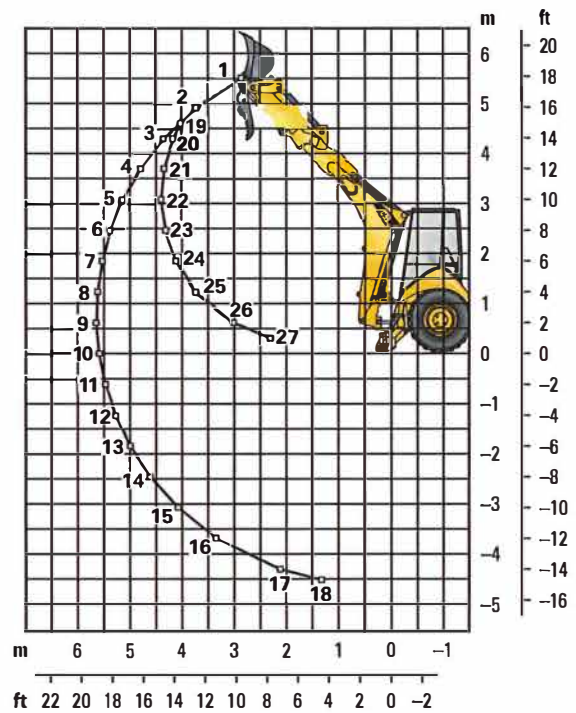 m ft
6 20
1 18
5
2 16
3 19 14
20
4
4 21 12
5 22 3 10
6 23 8
7 24 2 6
8 25 4
1
9 26 2
10 27 0 0
11 –2
12 –1 –4
13 –2 –6
14 –8
15 –3 –10
16 –12
–4
17 –14
18
–5 –16
m 6 5 4 3 2 1 0 –1
ft 22 20 18 16 14 12 10 8 6 4 2 0 –2